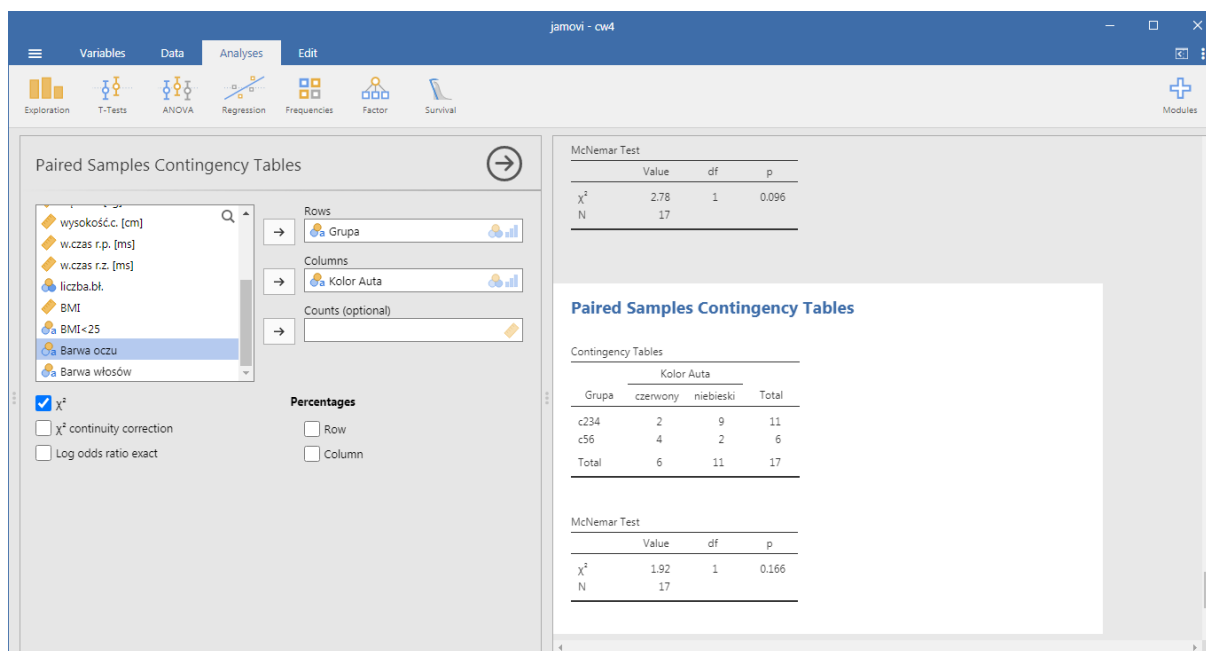 jamovi - cw4
Variables Data Analyses Edit
Exploration T-Tests ANOVA Regression Frequencies Factor Survival Modules
Paired Samples Contingency Tables
wysokość.c. [cm]
w.czas r.p. [ms]
w.czas r.z. [ms]
liczba.bł.
BMI
BMI<25
Barwa oczu
Barwa włosów
Rows
Grupa
Columns
Kolor Auta
Counts (optional)
χ²
χ² continuity correction
Log odds ratio exact
Percentages
Row
Column
McNemar Test
Value df p
χ² 2.78 1 0.096
N 17
Paired Samples Contingency Tables
Contingency Tables
Kolor Auta
Grupa czerwony niebieski Total
c234 2 9 11
c56 4 2 6
Total 6 11 17
McNemar Test
Value df p
χ² 1.92 1 0.166
N 17